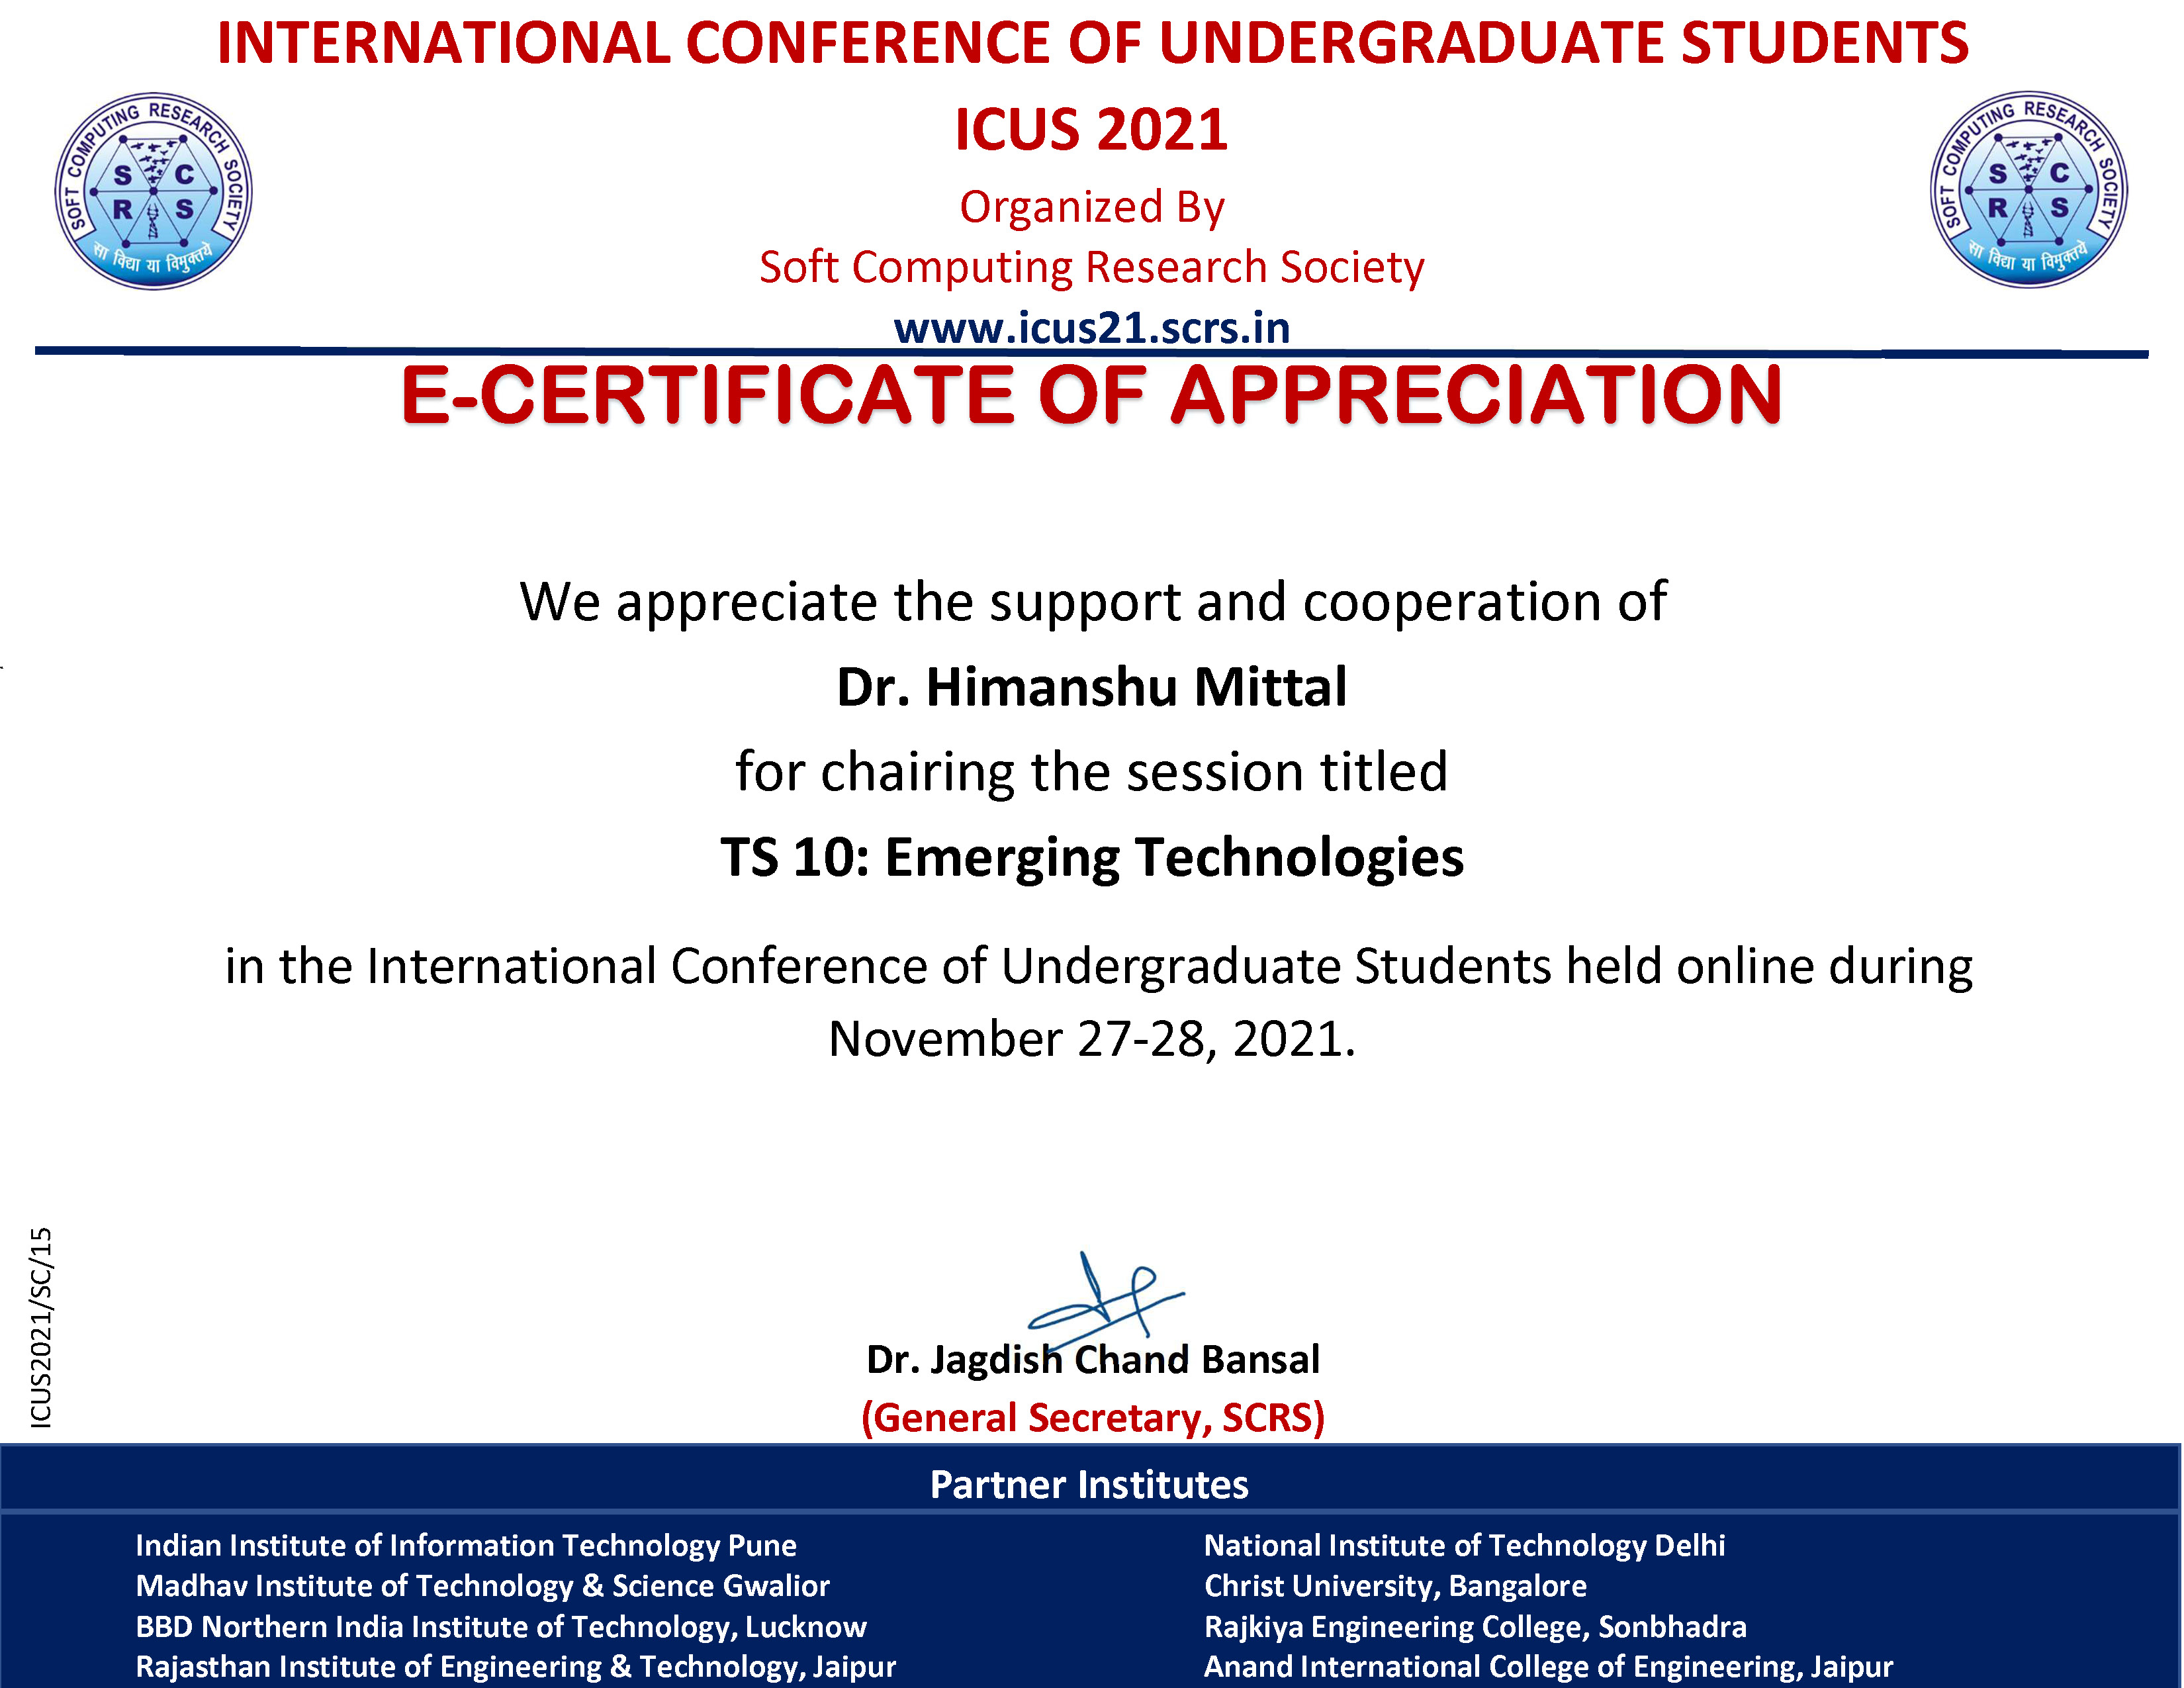 INTERNATIONAL CONFERENCE OF UNDERGRADUATE STUDENTS
ICUS 2021
Organized By
Soft Computing Research Society
www.icus21.scrs.in
SOFT COMPUTING RESEARCH SOCIETY
S C
R S
सा विद्या या विमुक्तये
SOFT COMPUTING RESEARCH SOCIETY
S C
R S
सा विद्या या विमुक्तये
E-CERTIFICATE OF APPRECIATION
We appreciate the support and cooperation of
Dr. Himanshu Mittal
for chairing the session titled
TS 10: Emerging Technologies
in the International Conference of Undergraduate Students held online during
November 27-28, 2021.
ICUS2021/SC/15
Dr. Jagdish Chand Bansal
(General Secretary, SCRS)
Partner Institutes
Indian Institute of Information Technology Pune
Madhav Institute of Technology & Science Gwalior
BBD Northern India Institute of Technology, Lucknow
Rajasthan Institute of Engineering & Technology, Jaipur
National Institute of Technology Delhi
Christ University, Bangalore
Rajkiya Engineering College, Sonbhadra
Anand International College of Engineering, Jaipur